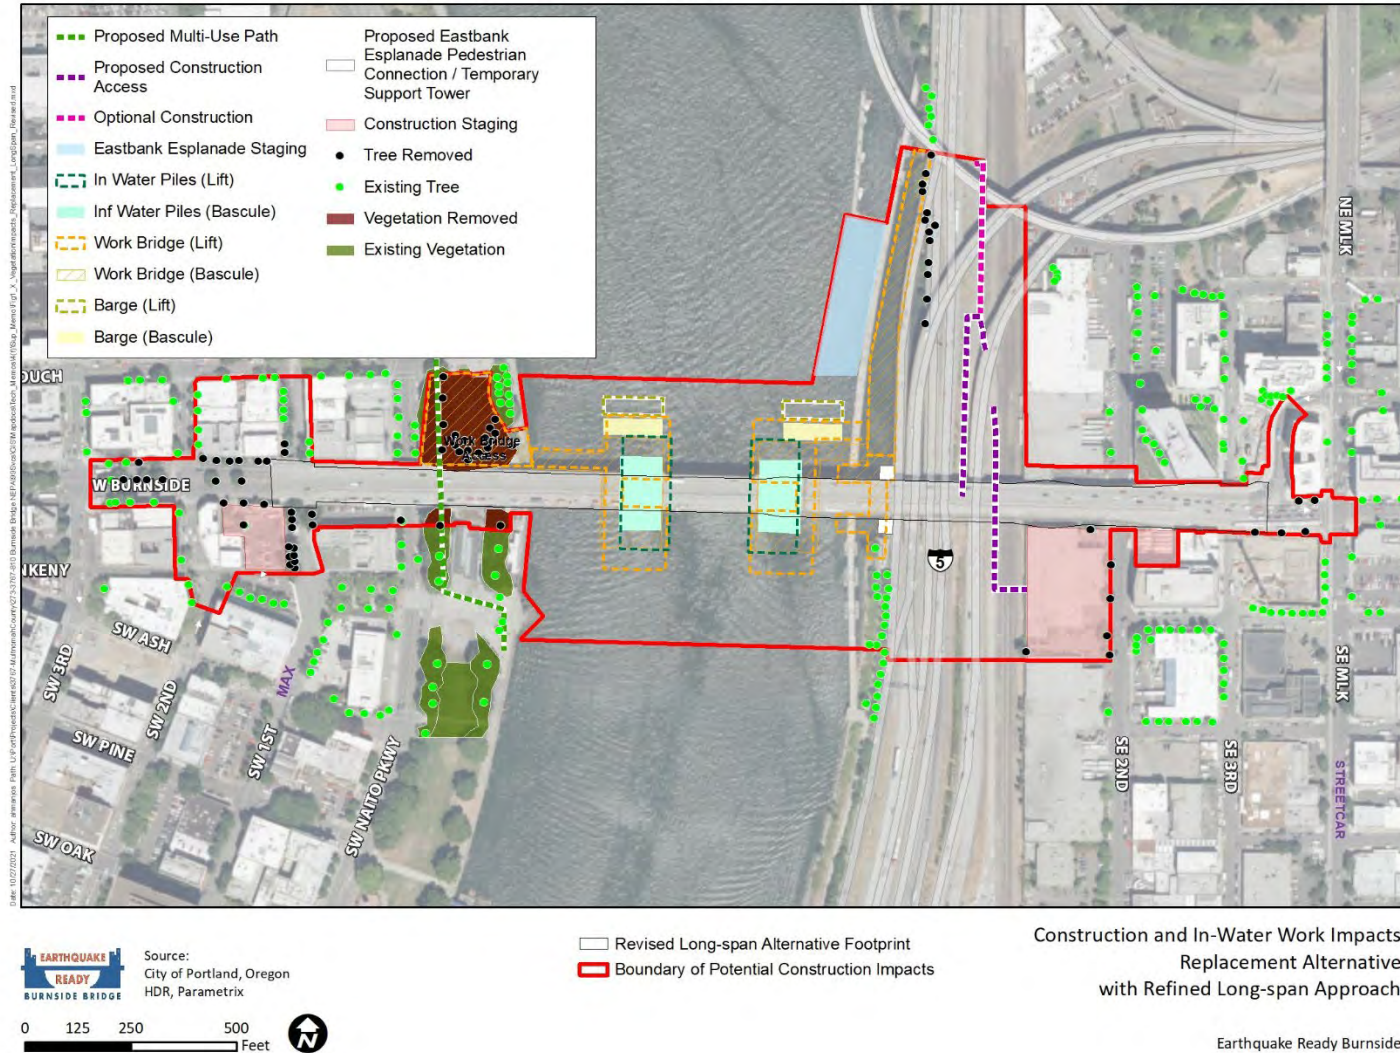 Proposed Multi-Use Path
Proposed Construction
Access
Optional Construction
Eastbank Esplanade Staging
In Water Piles (Lift)
Inf Water Piles (Bascule)
Work Bridge (Lift)
Work Bridge (Bascule)
Barge (Lift)
Barge (Bascule)
Proposed Eastbank
Esplanade Pedestrian
Connection / Temporary
Support Tower
Construction Staging
Tree Removed
Existing Tree
Vegetation Removed
Existing Vegetation
NE MLK
OUCH
Work Bridge
Access
W BURNSIDE
NKENY
5
SW ASH
SW 3RD
SW 2ND
MAX
SW PINE
SW 1ST
SW NAITO PKWY
SW OAK
SE 2ND
SE 3RD
SE MLK
STREETCAR
EARTHQUAKE
READY
BURNSIDE BRIDGE
Source:
City of Portland, Oregon
HDR, Parametrix
Revised Long-span Alternative Footprint
Boundary of Potential Construction Impacts
Construction and In-Water Work Impacts
Replacement Alternative
with Refined Long-span Approach
0 125 250 500
Feet
N
Earthquake Ready Burnside